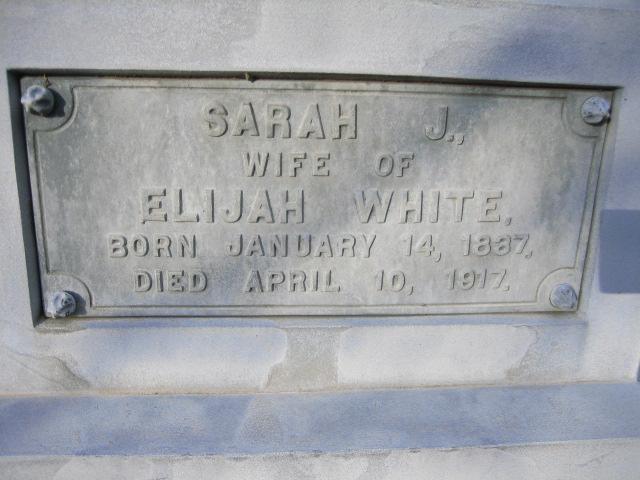 SARAH J.,
WIFE OF
ELIJAH WHITE,
BORN JANUARY 14, 1837,
DIED APRIL 10, 1917.